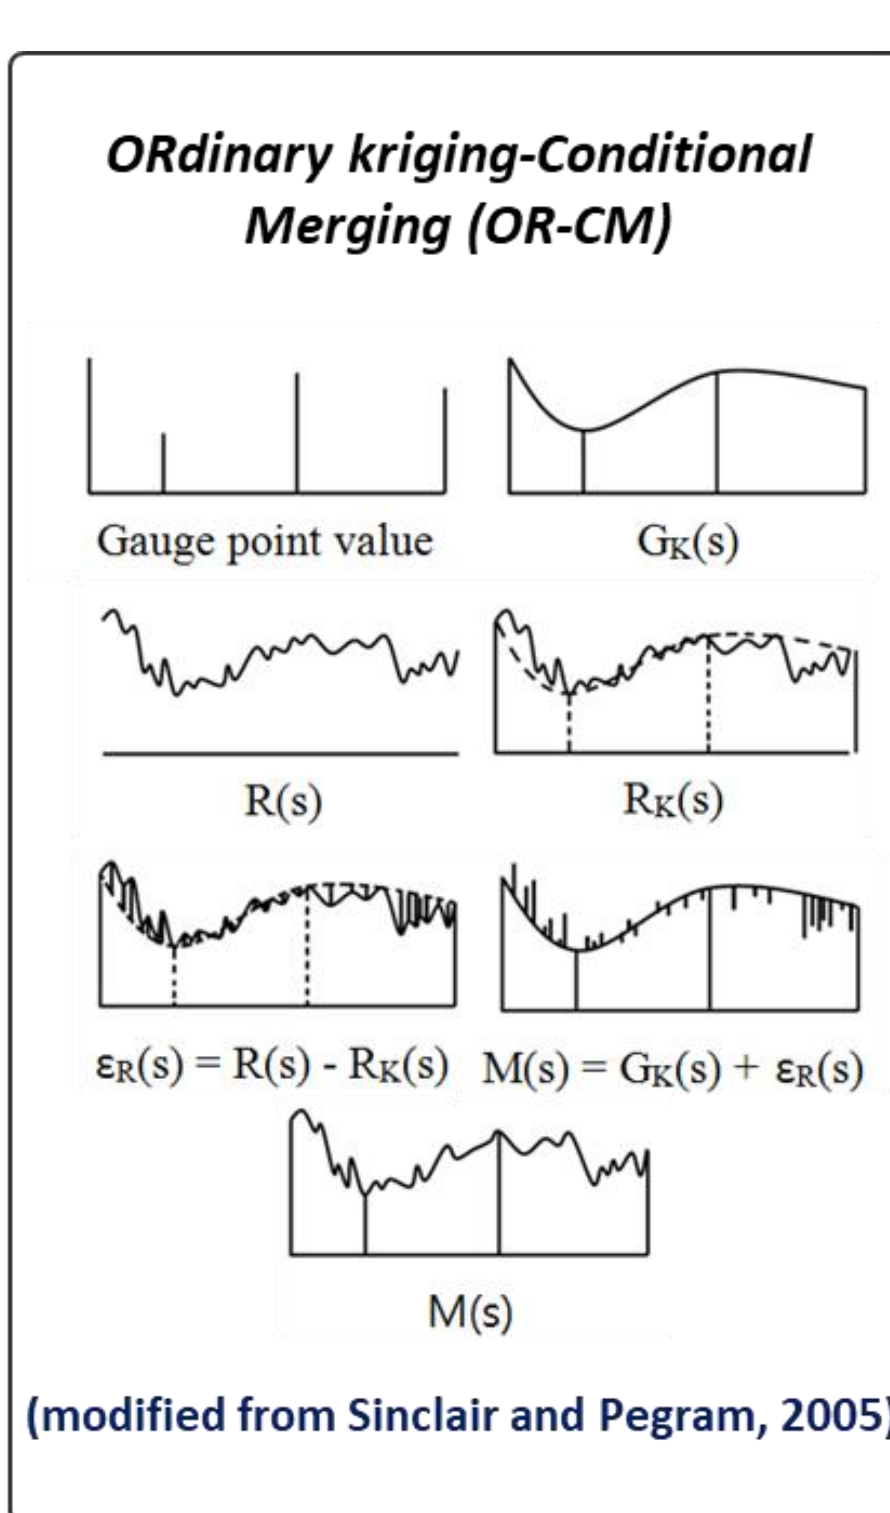 ORdinary kriging-Conditional
Merging (OR-CM)
Gauge point value
GK(s)
R(s)
RK(s)
εR(s) = R(s) - RK(s)
M(s) = GK(s) + εR(s)
M(s)
(modified from Sinclair and Pegram, 2005)